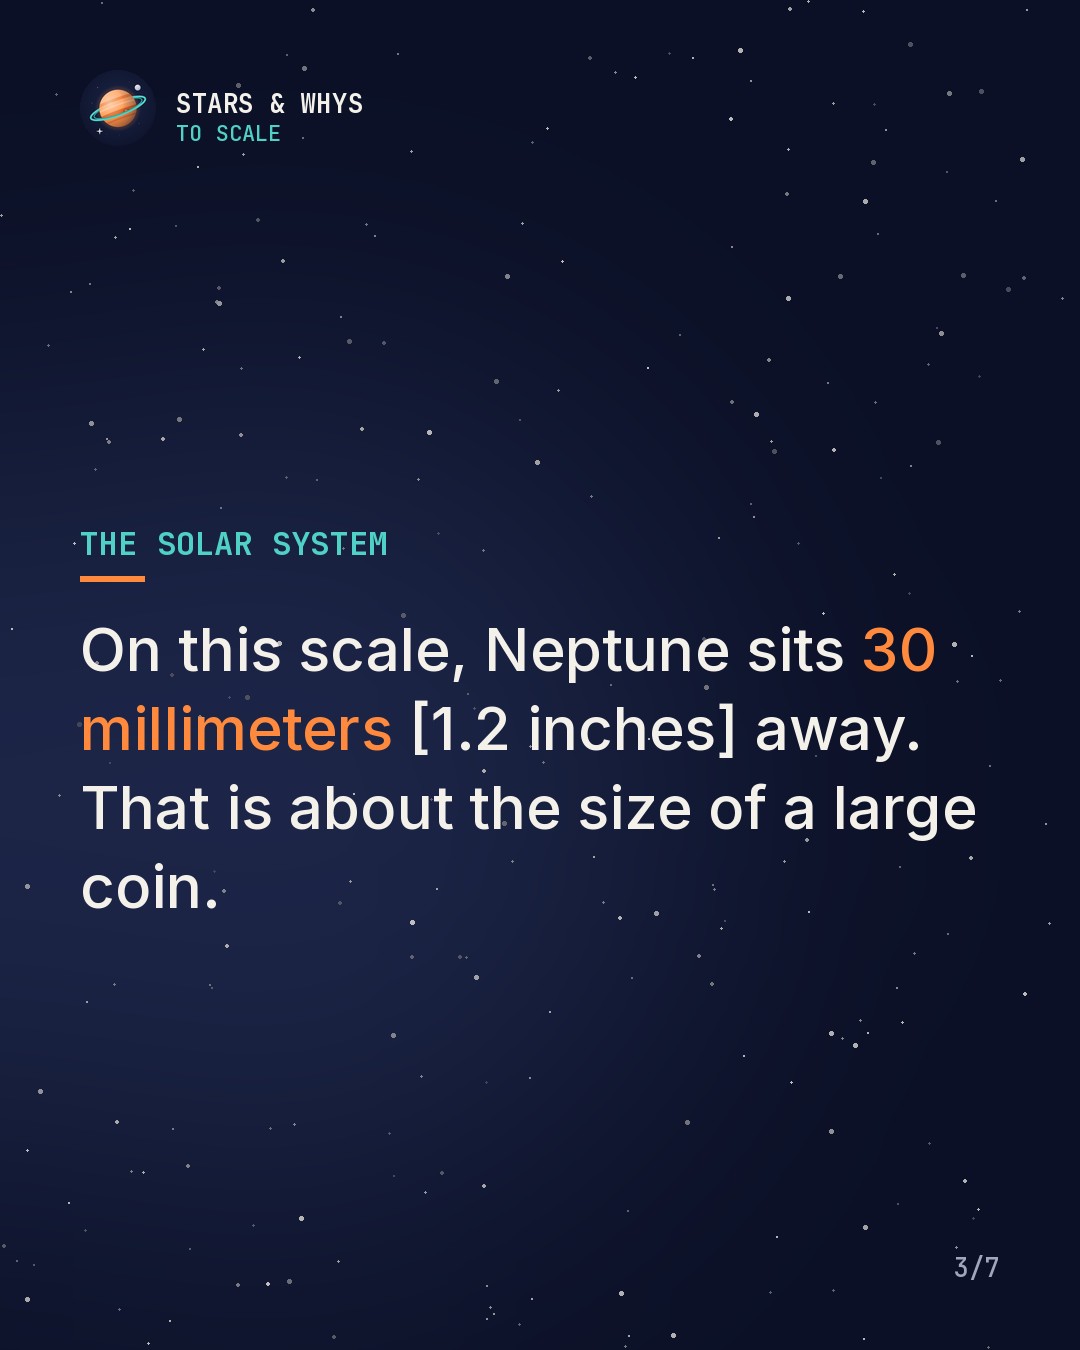 STARS & WHYS
TO SCALE
THE SOLAR SYSTEM
On this scale, Neptune sits 30
millimeters [1.2 inches] away.
That is about the size of a large
coin.
3/7